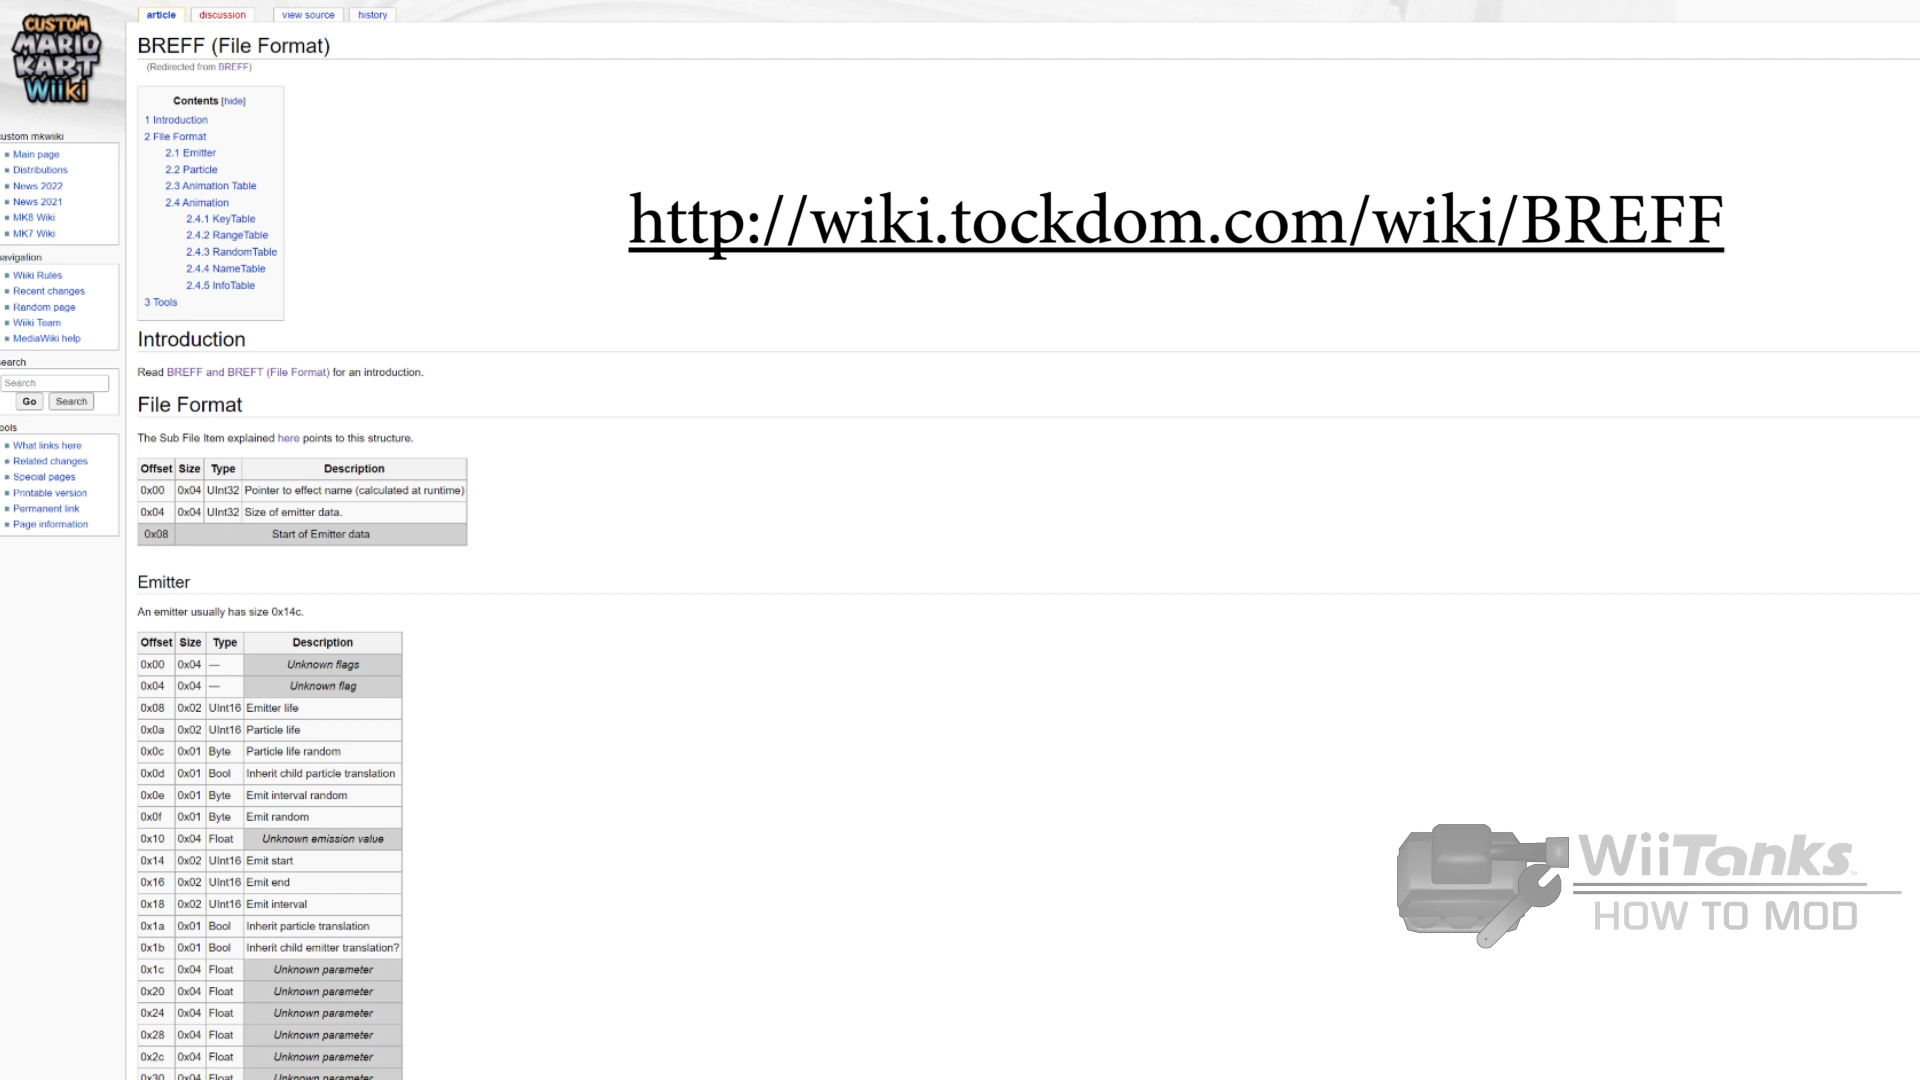 CUSTOM
MARIO
KART
Wiiki
custom mkwiiki
Main page
Distributions
News 2022
News 2021
MK8 Wiki
MK7 Wiki
navigation
Wiiki Rules
Recent changes
Random page
Wiiki Team
MediaWiki help
search
Search
Go Search
tools
What links here
Related changes
Special pages
Printable version
Permanent link
Page information
article discussion view source history
BREFF (File Format)
(Redirected from BREFF)
Contents [hide]
1 Introduction
2 File Format
2.1 Emitter
2.2 Particle
2.3 Animation Table
2.4 Animation
2.4.1 KeyTable
2.4.2 RangeTable
2.4.3 RandomTable
2.4.4 NameTable
2.4.5 InfoTable
3 Tools
http://wiki.tockdom.com/wiki/BREFF
Introduction
Read BREFF and BREFT (File Format) for an introduction.
File Format
The Sub File Item explained here points to this structure.
Offset Size Type Description
0x00 0x04 UInt32 Pointer to effect name (calculated at runtime)
0x04 0x04 UInt32 Size of emitter data.
0x08 Start of Emitter data
Emitter
An emitter usually has size 0x14c.
Offset Size Type Description
0x00 0x04 — Unknown flags
0x04 0x04 — Unknown flag
0x08 0x02 UInt16 Emitter life
0x0a 0x02 UInt16 Particle life
0x0c 0x01 Byte Particle life random
0x0d 0x01 Bool Inherit child particle translation
0x0e 0x01 Byte Emit interval random
0x0f 0x01 Byte Emit random
0x10 0x04 Float Unknown emission value
0x14 0x02 UInt16 Emit start
0x16 0x02 UInt16 Emit end
0x18 0x02 UInt16 Emit interval
0x1a 0x01 Bool Inherit particle translation
0x1b 0x01 Bool Inherit child emitter translation?
0x1c 0x04 Float Unknown parameter
0x20 0x04 Float Unknown parameter
0x24 0x04 Float Unknown parameter
0x28 0x04 Float Unknown parameter
0x2c 0x04 Float Unknown parameter
0x30 0x04 Float Unknown parameter
WiiTanks™
HOW TO MOD